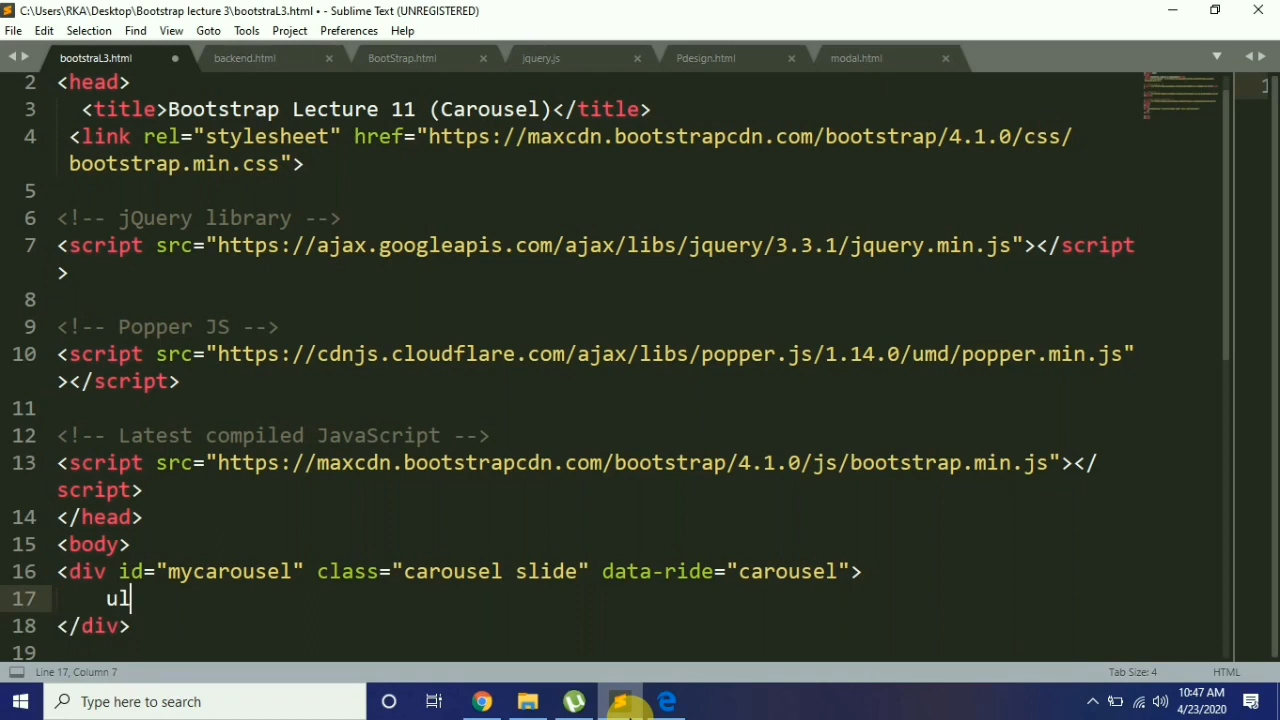 C:\Users\RKA\Desktop\Bootstrap lecture 3\bootstraL3.html • - Sublime Text (UNREGISTERED)
File Edit Selection Find View Goto Tools Project Preferences Help
bootstraL3.html backend.html BootStrap.html jquery.js Pdesign.html modal.html
2 <head>
3 <title>Bootstrap Lecture 11 (Carousel)</title>
4 <link rel="stylesheet" href="https://maxcdn.bootstrapcdn.com/bootstrap/4.1.0/css/
bootstrap.min.css">
5
6 <!-- jQuery library -->
7 <script src="https://ajax.googleapis.com/ajax/libs/jquery/3.3.1/jquery.min.js"></script
>
8
9 <!-- Popper JS -->
10 <script src="https://cdnjs.cloudflare.com/ajax/libs/popper.js/1.14.0/umd/popper.min.js"
></script>
11
12 <!-- Latest compiled JavaScript -->
13 <script src="https://maxcdn.bootstrapcdn.com/bootstrap/4.1.0/js/bootstrap.min.js"></
script>
14 </head>
15 <body>
16 <div id="mycarousel" class="carousel slide" data-ride="carousel">
17 ul
18 </div>
19
1
Line 17, Column 7 Tab Size: 4 HTML
Type here to search 10:47 AM
4/23/2020